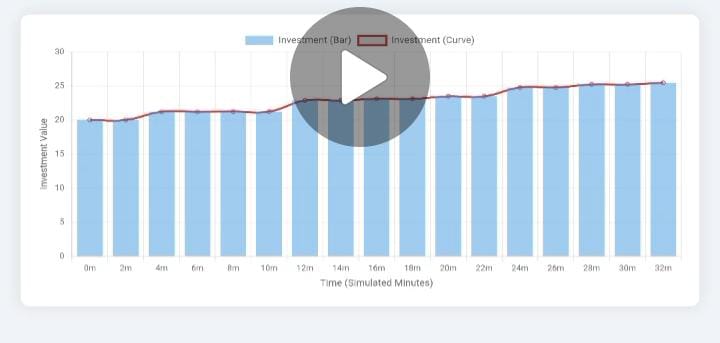 Investment (Bar) Investment (Curve)
30
25
20
15
10
5
0
Investment Value
0m 2m 4m 6m 8m 10m 12m 14m 16m 18m 20m 22m 24m 26m 28m 30m 32m
Time (Simulated Minutes)